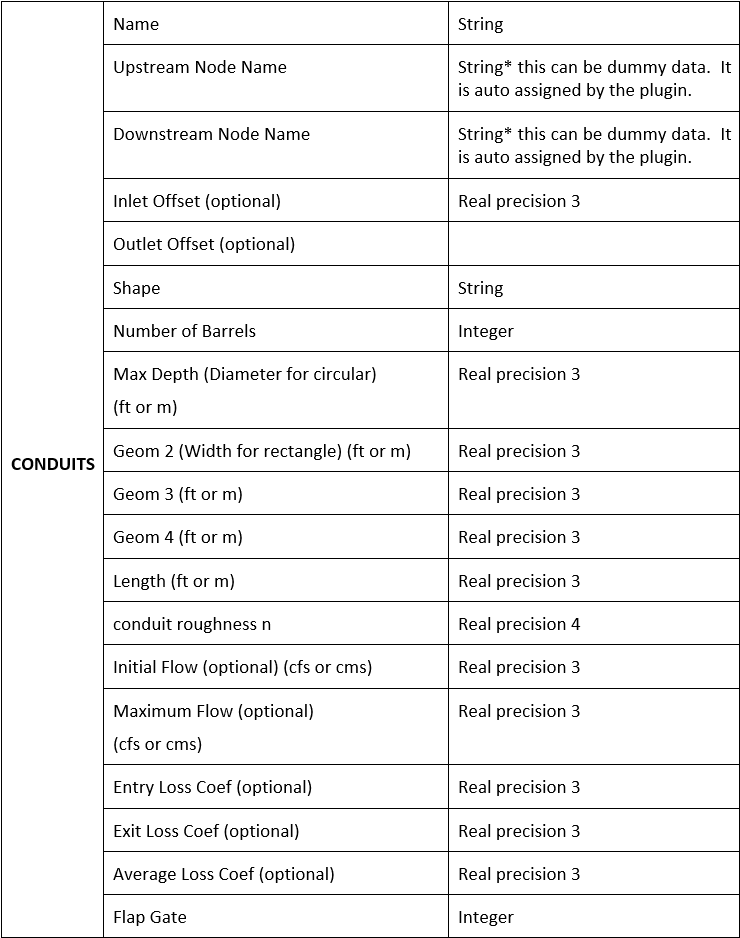 Name String
Upstream Node Name String* this can be dummy data.  It
is auto assigned by the plugin.
Downstream Node Name String* this can be dummy data.  It
is auto assigned by the plugin.
Inlet Offset (optional) Real precision 3
Outlet Offset (optional)
Shape String
Number of Barrels Integer
Max Depth (Diameter for circular) Real precision 3
(ft or m)
CONDUITS
Geom 2 (Width for rectangle) (ft or m) Real precision 3
Geom 3 (ft or m) Real precision 3
Geom 4 (ft or m) Real precision 3
Length (ft or m) Real precision 3
conduit roughness n Real precision 4
Initial Flow (optional) (cfs or cms) Real precision 3
Maximum Flow (optional) Real precision 3
(cfs or cms)
Entry Loss Coef (optional) Real precision 3
Exit Loss Coef (optional) Real precision 3
Average Loss Coef (optional) Real precision 3
Flap Gate Integer